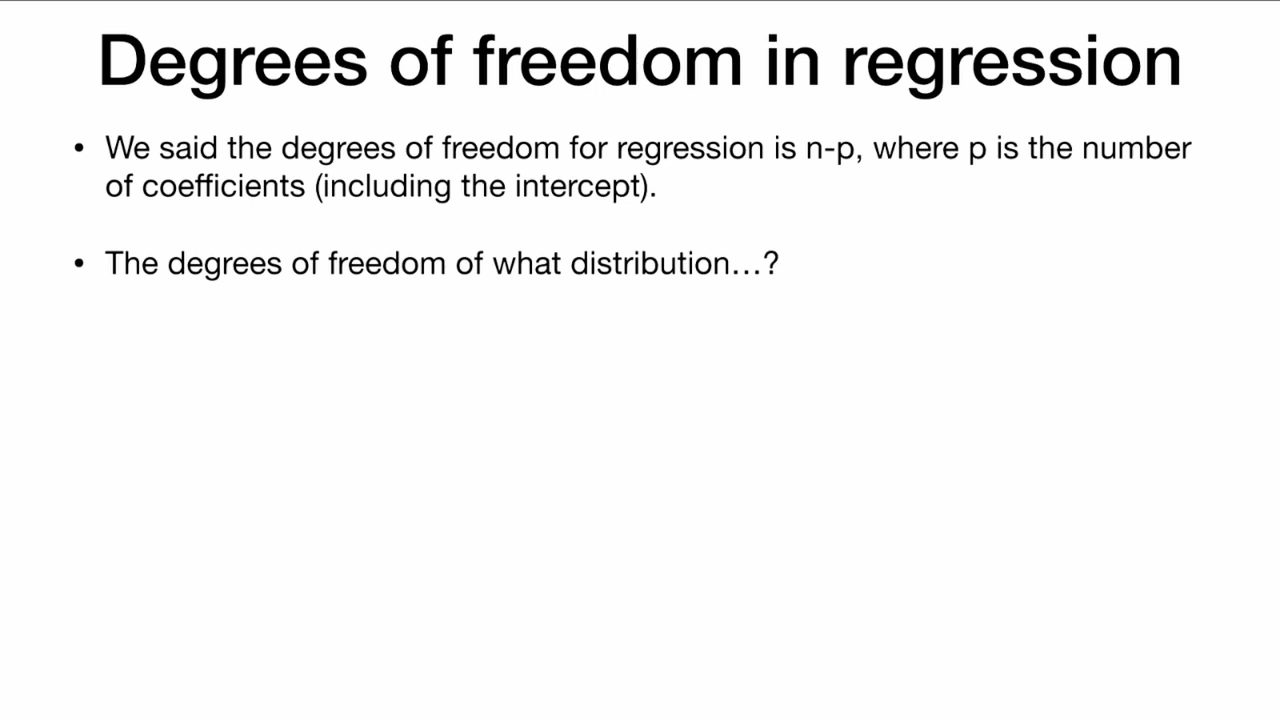 Degrees of freedom in regression
• We said the degrees of freedom for regression is n-p, where p is the number
of coefficients (including the intercept).
• The degrees of freedom of what distribution…?